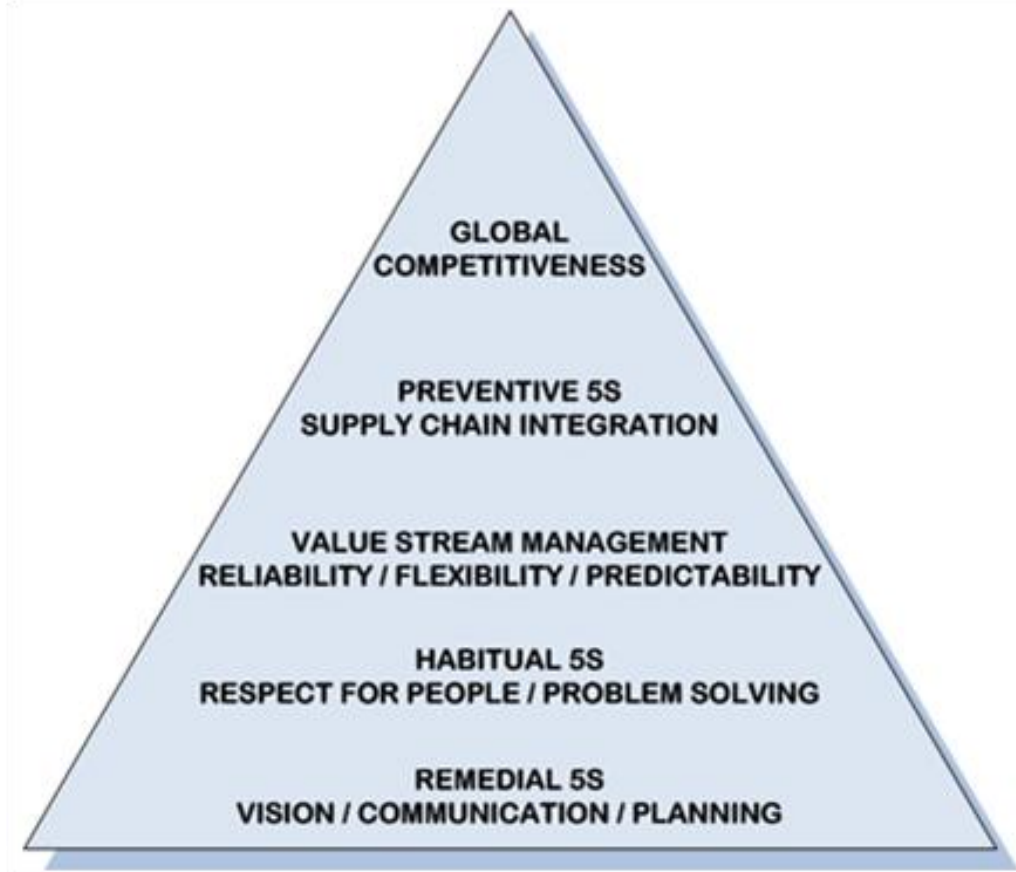 GLOBAL
COMPETITIVENESS
PREVENTIVE 5S
SUPPLY CHAIN INTEGRATION
VALUE STREAM MANAGEMENT
RELIABILITY / FLEXIBILITY / PREDICTABILITY
HABITUAL 5S
RESPECT FOR PEOPLE / PROBLEM SOLVING
REMEDIAL 5S
VISION / COMMUNICATION / PLANNING